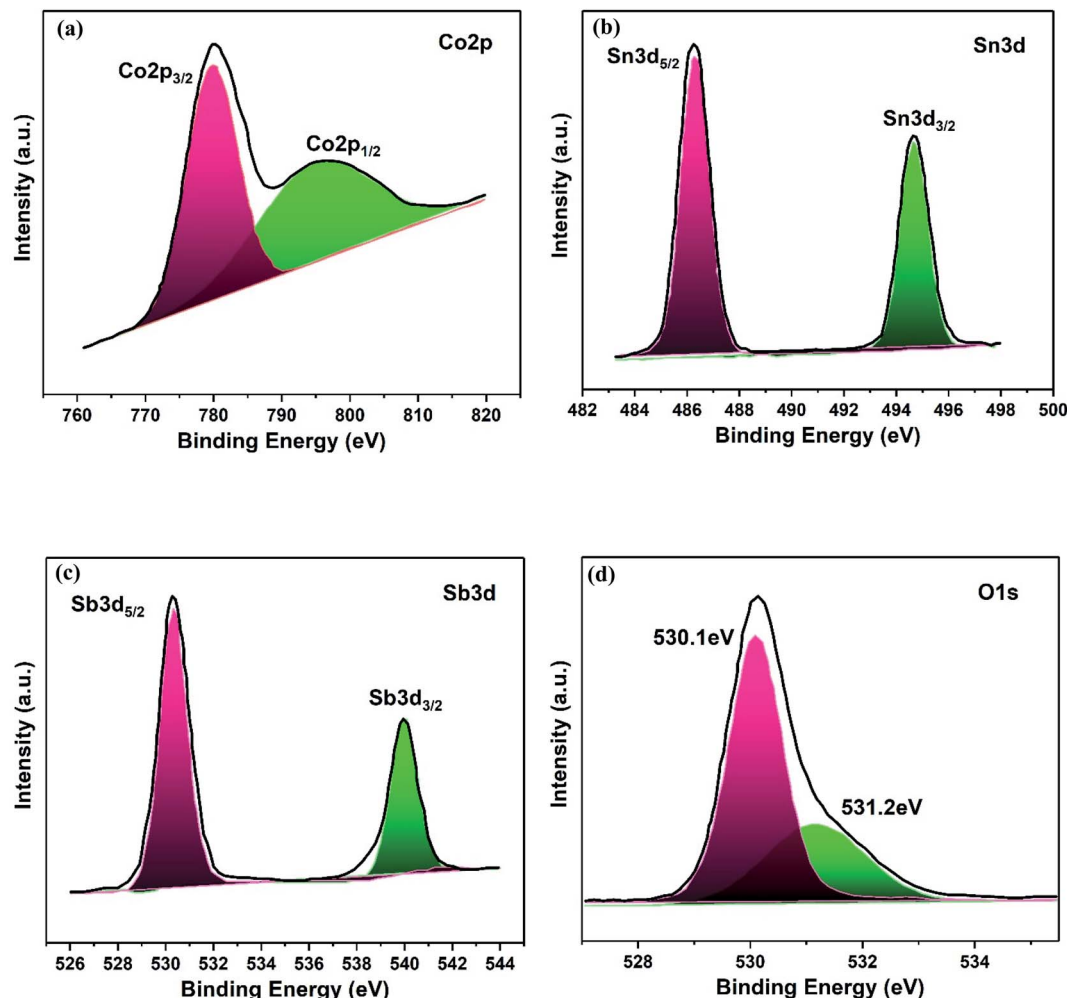 (a)
Co2p
Co2p3/2
Co2p1/2
Intensity (a.u.)
760 770 780 790 800 810 820
Binding Energy (eV)
(b)
Sn3d
Sn3d5/2
Sn3d3/2
Intensity (a.u.)
482 484 486 488 490 492 494 496 498 500
Binding Energy (eV)
(c)
Sb3d
Sb3d5/2
Sb3d3/2
Intensity (a.u.)
526 528 530 532 534 536 538 540 542 544
Binding Energy (eV)
(d)
O1s
530.1eV
531.2eV
Intensity (a.u.)
528 530 532 534
Binding Energy (eV)